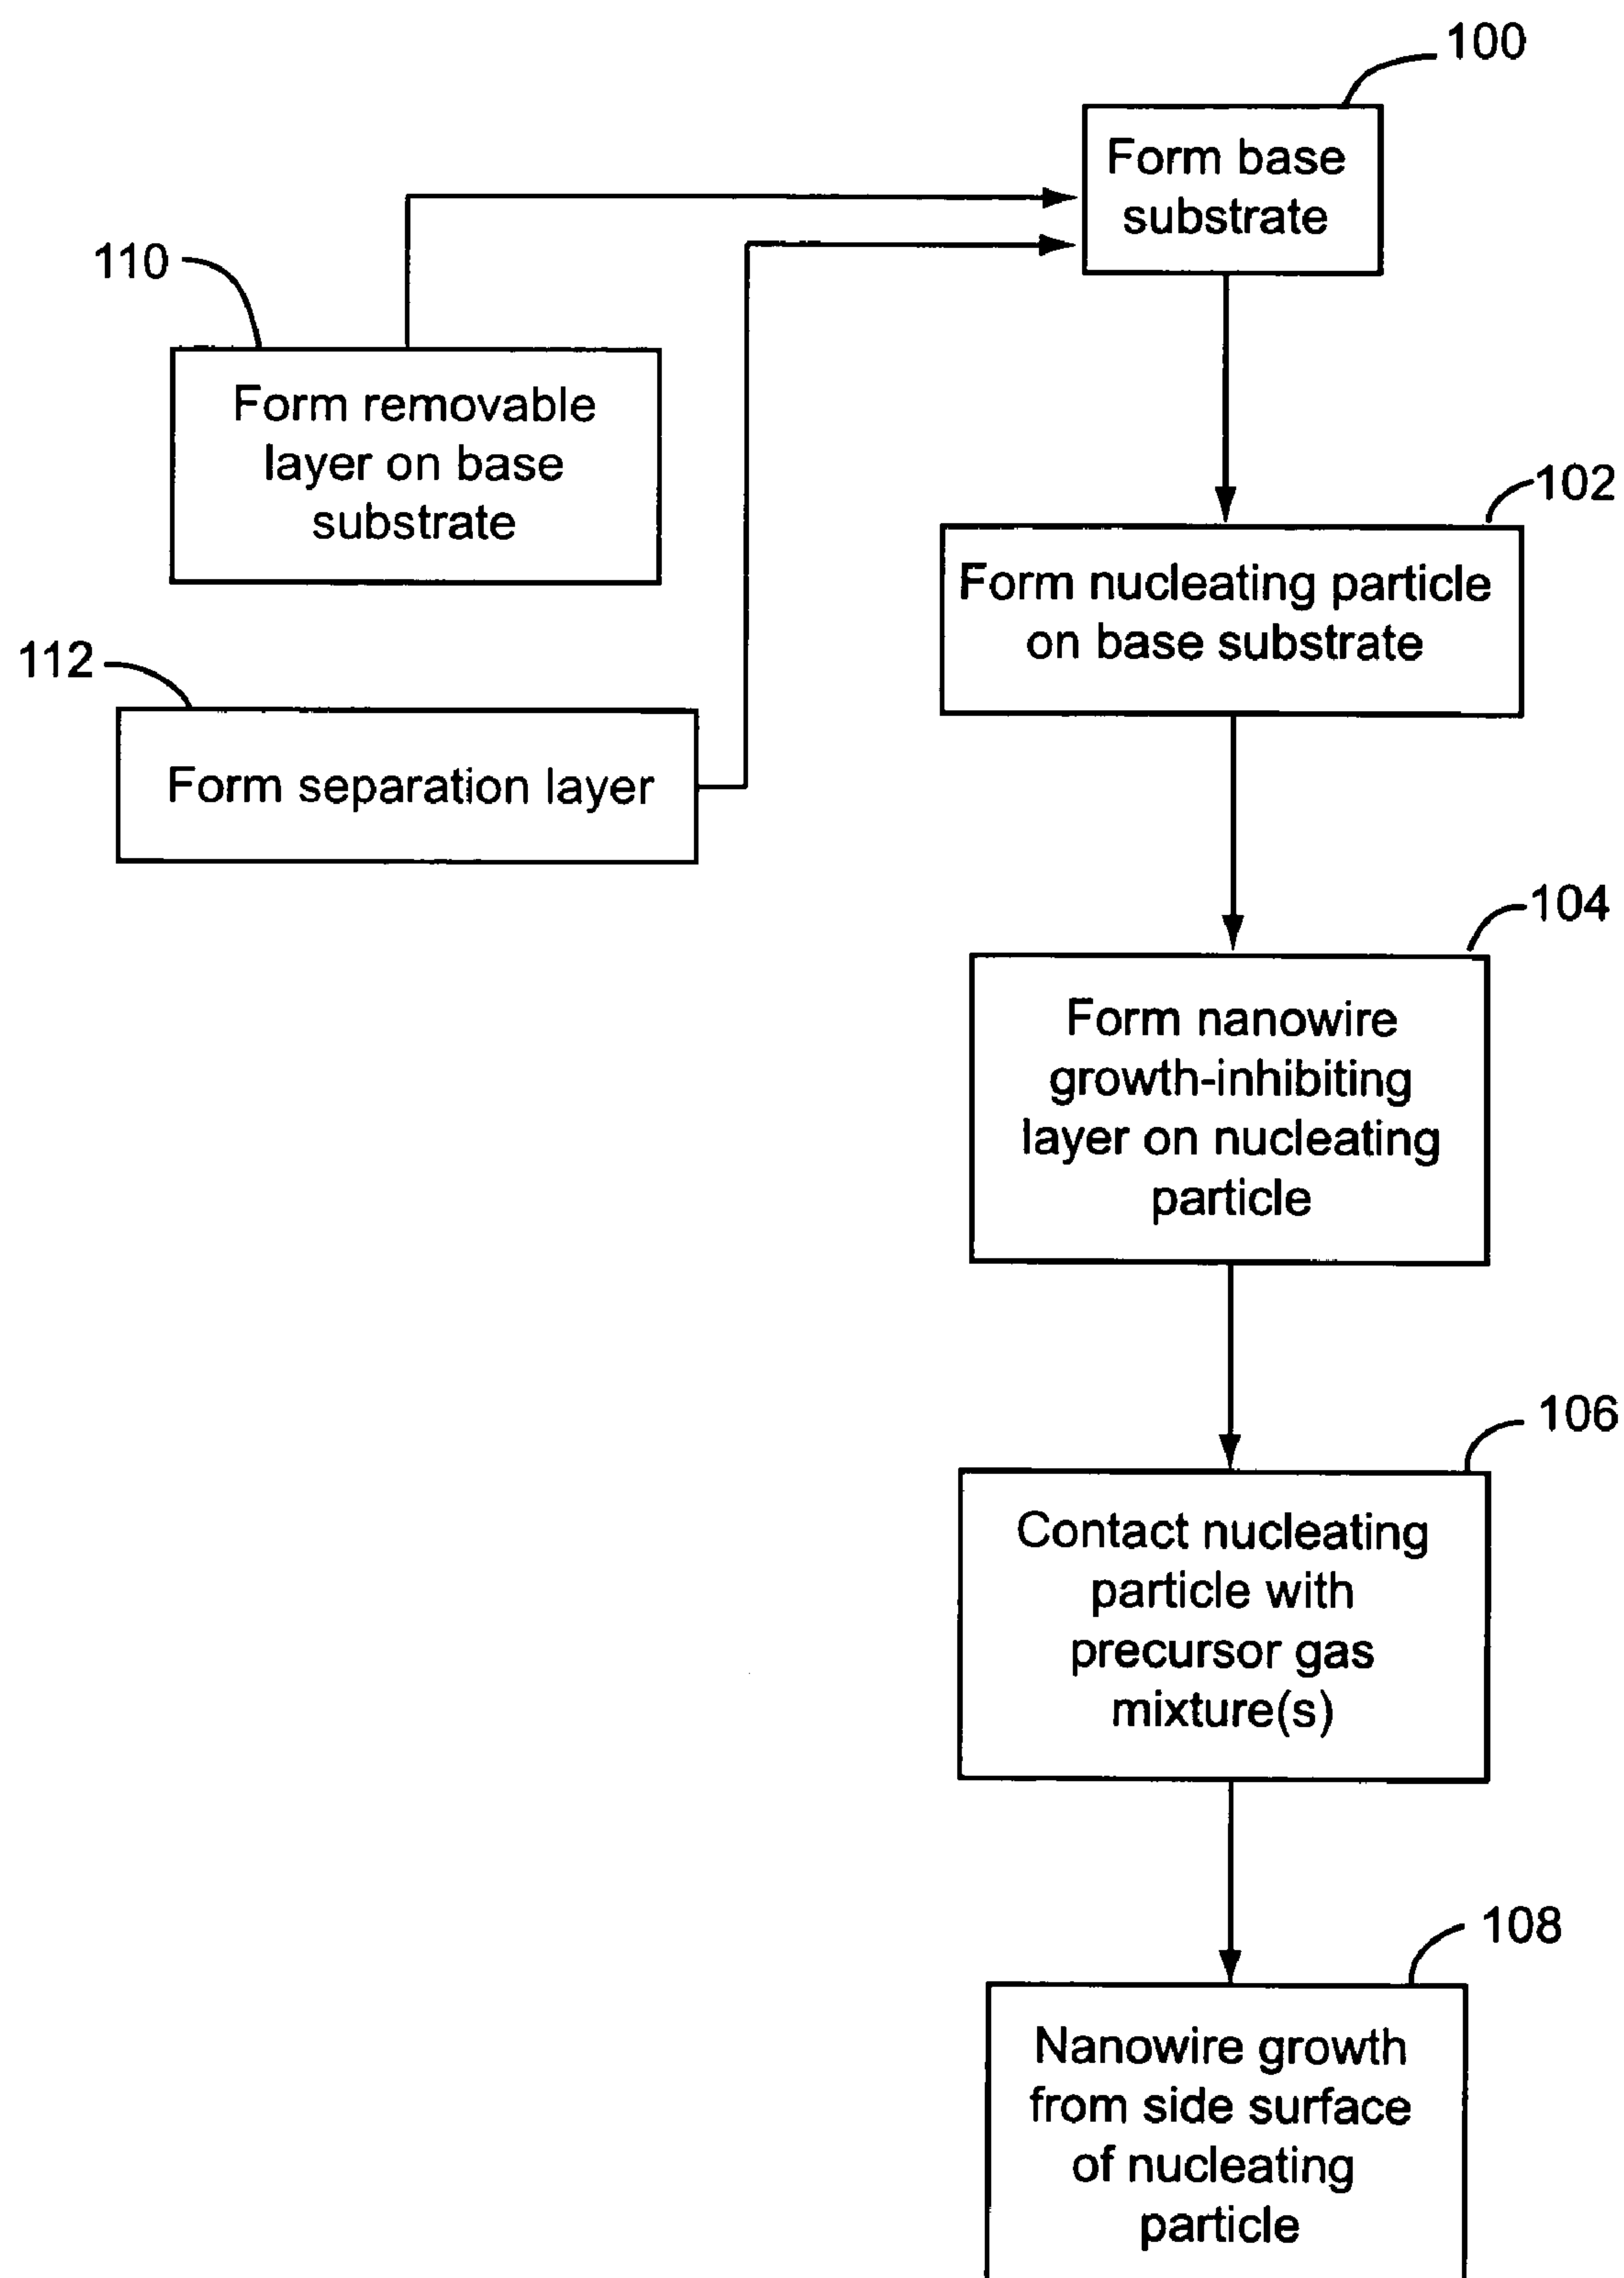 100
Form base
substrate
110
Form removable
layer on base
substrate
102
Form nucleating particle
on base substrate
112
Form separation layer
104
Form nanowire
growth-inhibiting
layer on nucleating
particle
106
Contact nucleating
particle with
precursor gas
mixture(s)
108
Nanowire growth
from side surface
of nucleating
particle